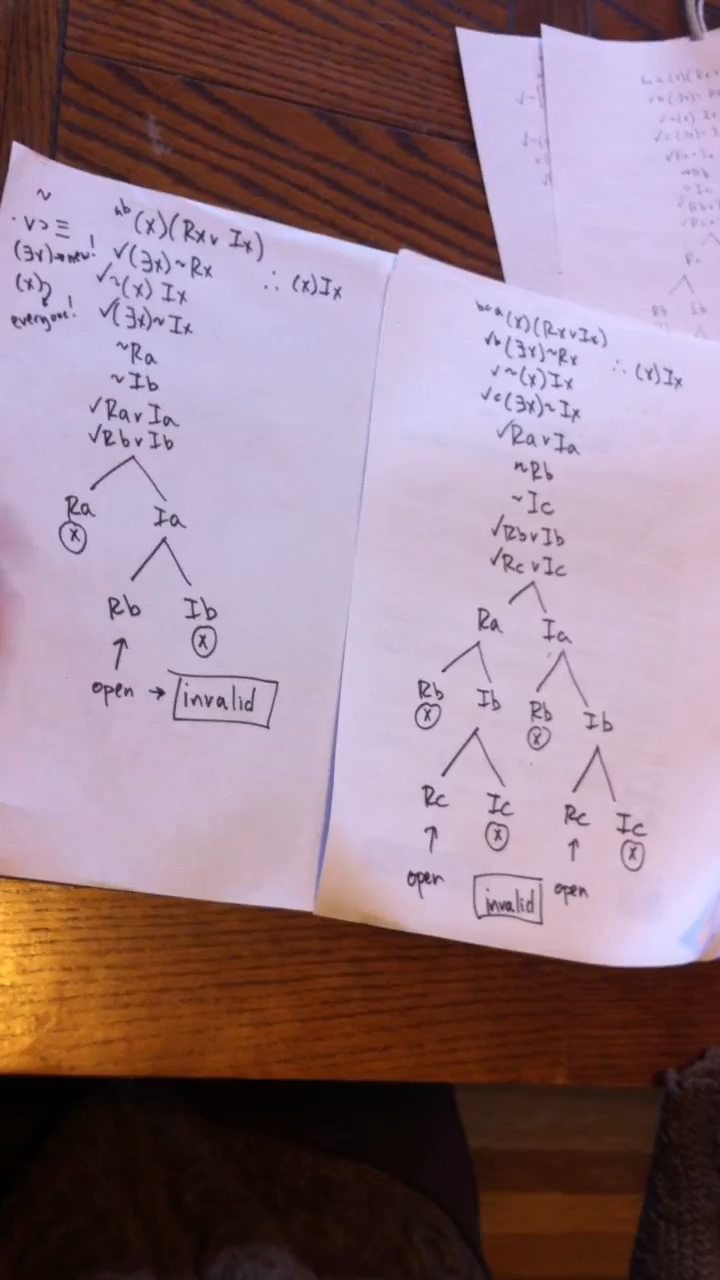 ~
· v ⊃ ≡
(∃x)→new!
(x)
everyone!
ab (x)(Rx v Ix)
√(∃x)~Rx ∴ (x)Ix
√~(x) Ix
√(∃x)~Ix
~Ra
~Ib
√Ra v Ia
√Rb v Ib
Ra Ia
x
Rb Ib
↑ x
open → invalid
(x)(Rx v Ix)
√b(∃x)~Rx ∴ (x)Ix
√~(x)Ix
√c(∃x)~Ix
√Ra v Ia
~Rb
~Ic
√Rb v Ib
√Rc v Ic
Ra Ia
Rb Ib Rb Ib
x x
Rc Ic Rc Ic
↑ x ↑ x
open invalid open